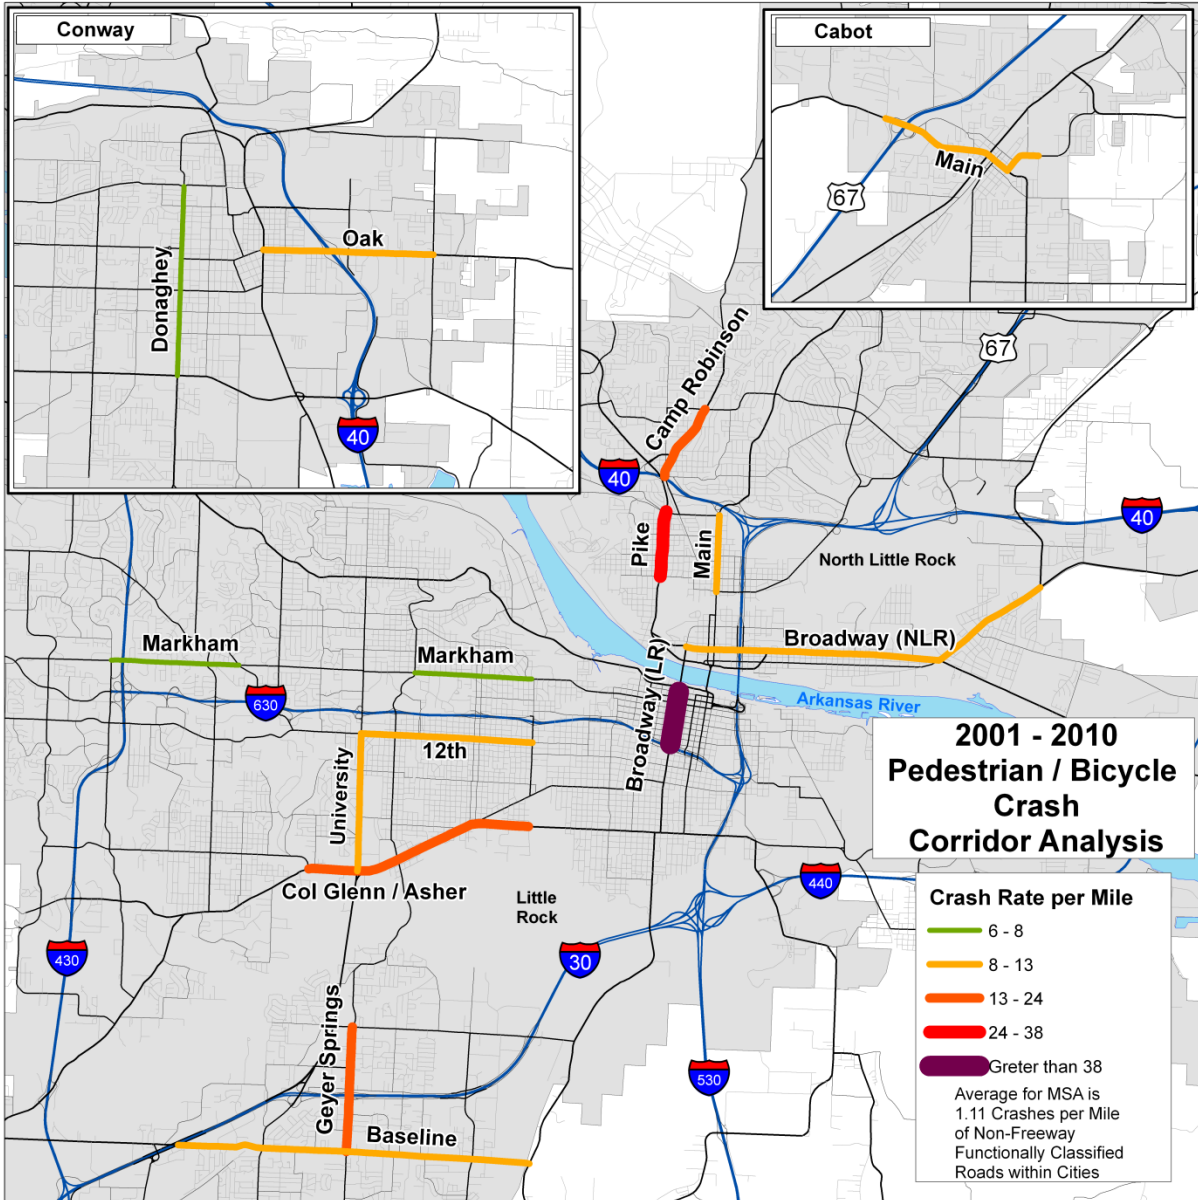 Conway
Cabot
Main
67
Oak
Donaghey
40
67
Camp Robinson
40
40
Pike
Main
North Little Rock
Markham
Markham
Broadway (NLR)
630
Broadway (LR)
Arkansas River
12th
University
2001 - 2010
Pedestrian / Bicycle
Crash
Corridor Analysis
Col Glenn / Asher
Little
Rock
440
430
30
Geyer Springs
530
Baseline
Crash Rate per Mile
6 - 8
8 - 13
13 - 24
24 - 38
Greter than 38
Average for MSA is
1.11 Crashes per Mile
of Non-Freeway
Functionally Classified
Roads within Cities